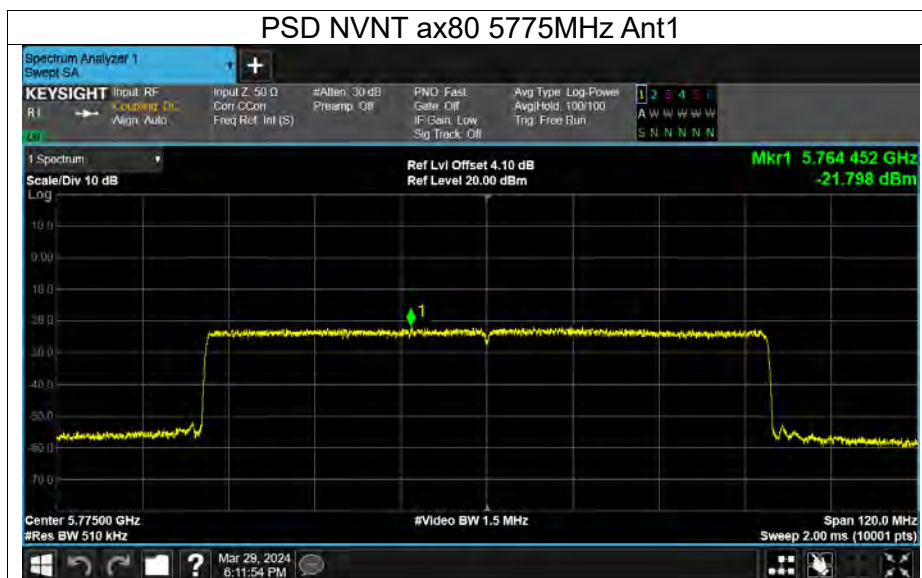 PSD NVNT ax80 5775MHz Ant1
Spectrum Analyzer 1
Swept SA
+
KEYSIGHT Input: RF Input Z: 50 Ω #Atten: 30 dB PNO: Fast Avg Type: Log-Power 1 2 3 4 5 6
R L Coupling: DC Corr CCorr Preamp: Off Gate: Off Avg|Hold: 100/100 A W W W W W
Align: Auto Freq Ref: Int (S) IF Gain: Low Trig: Free Run
Sig Track: Off S N N N N N
1 Spectrum
Ref Lvl Offset 4.10 dB
Mkr1 5.764 452 GHz
Scale/Div 10 dB
Ref Level 20.00 dBm
-21.798 dBm
Log
10.0
0.00
-10.0
-20.0
1
-30.0
-40.0
-50.0
-60.0
-70.0
Center 5.77500 GHz
#Video BW 1.5 MHz
Span 120.0 MHz
#Res BW 510 kHz
Sweep 2.00 ms (10001 pts)
?
Mar 29, 2024
6:11:54 PM